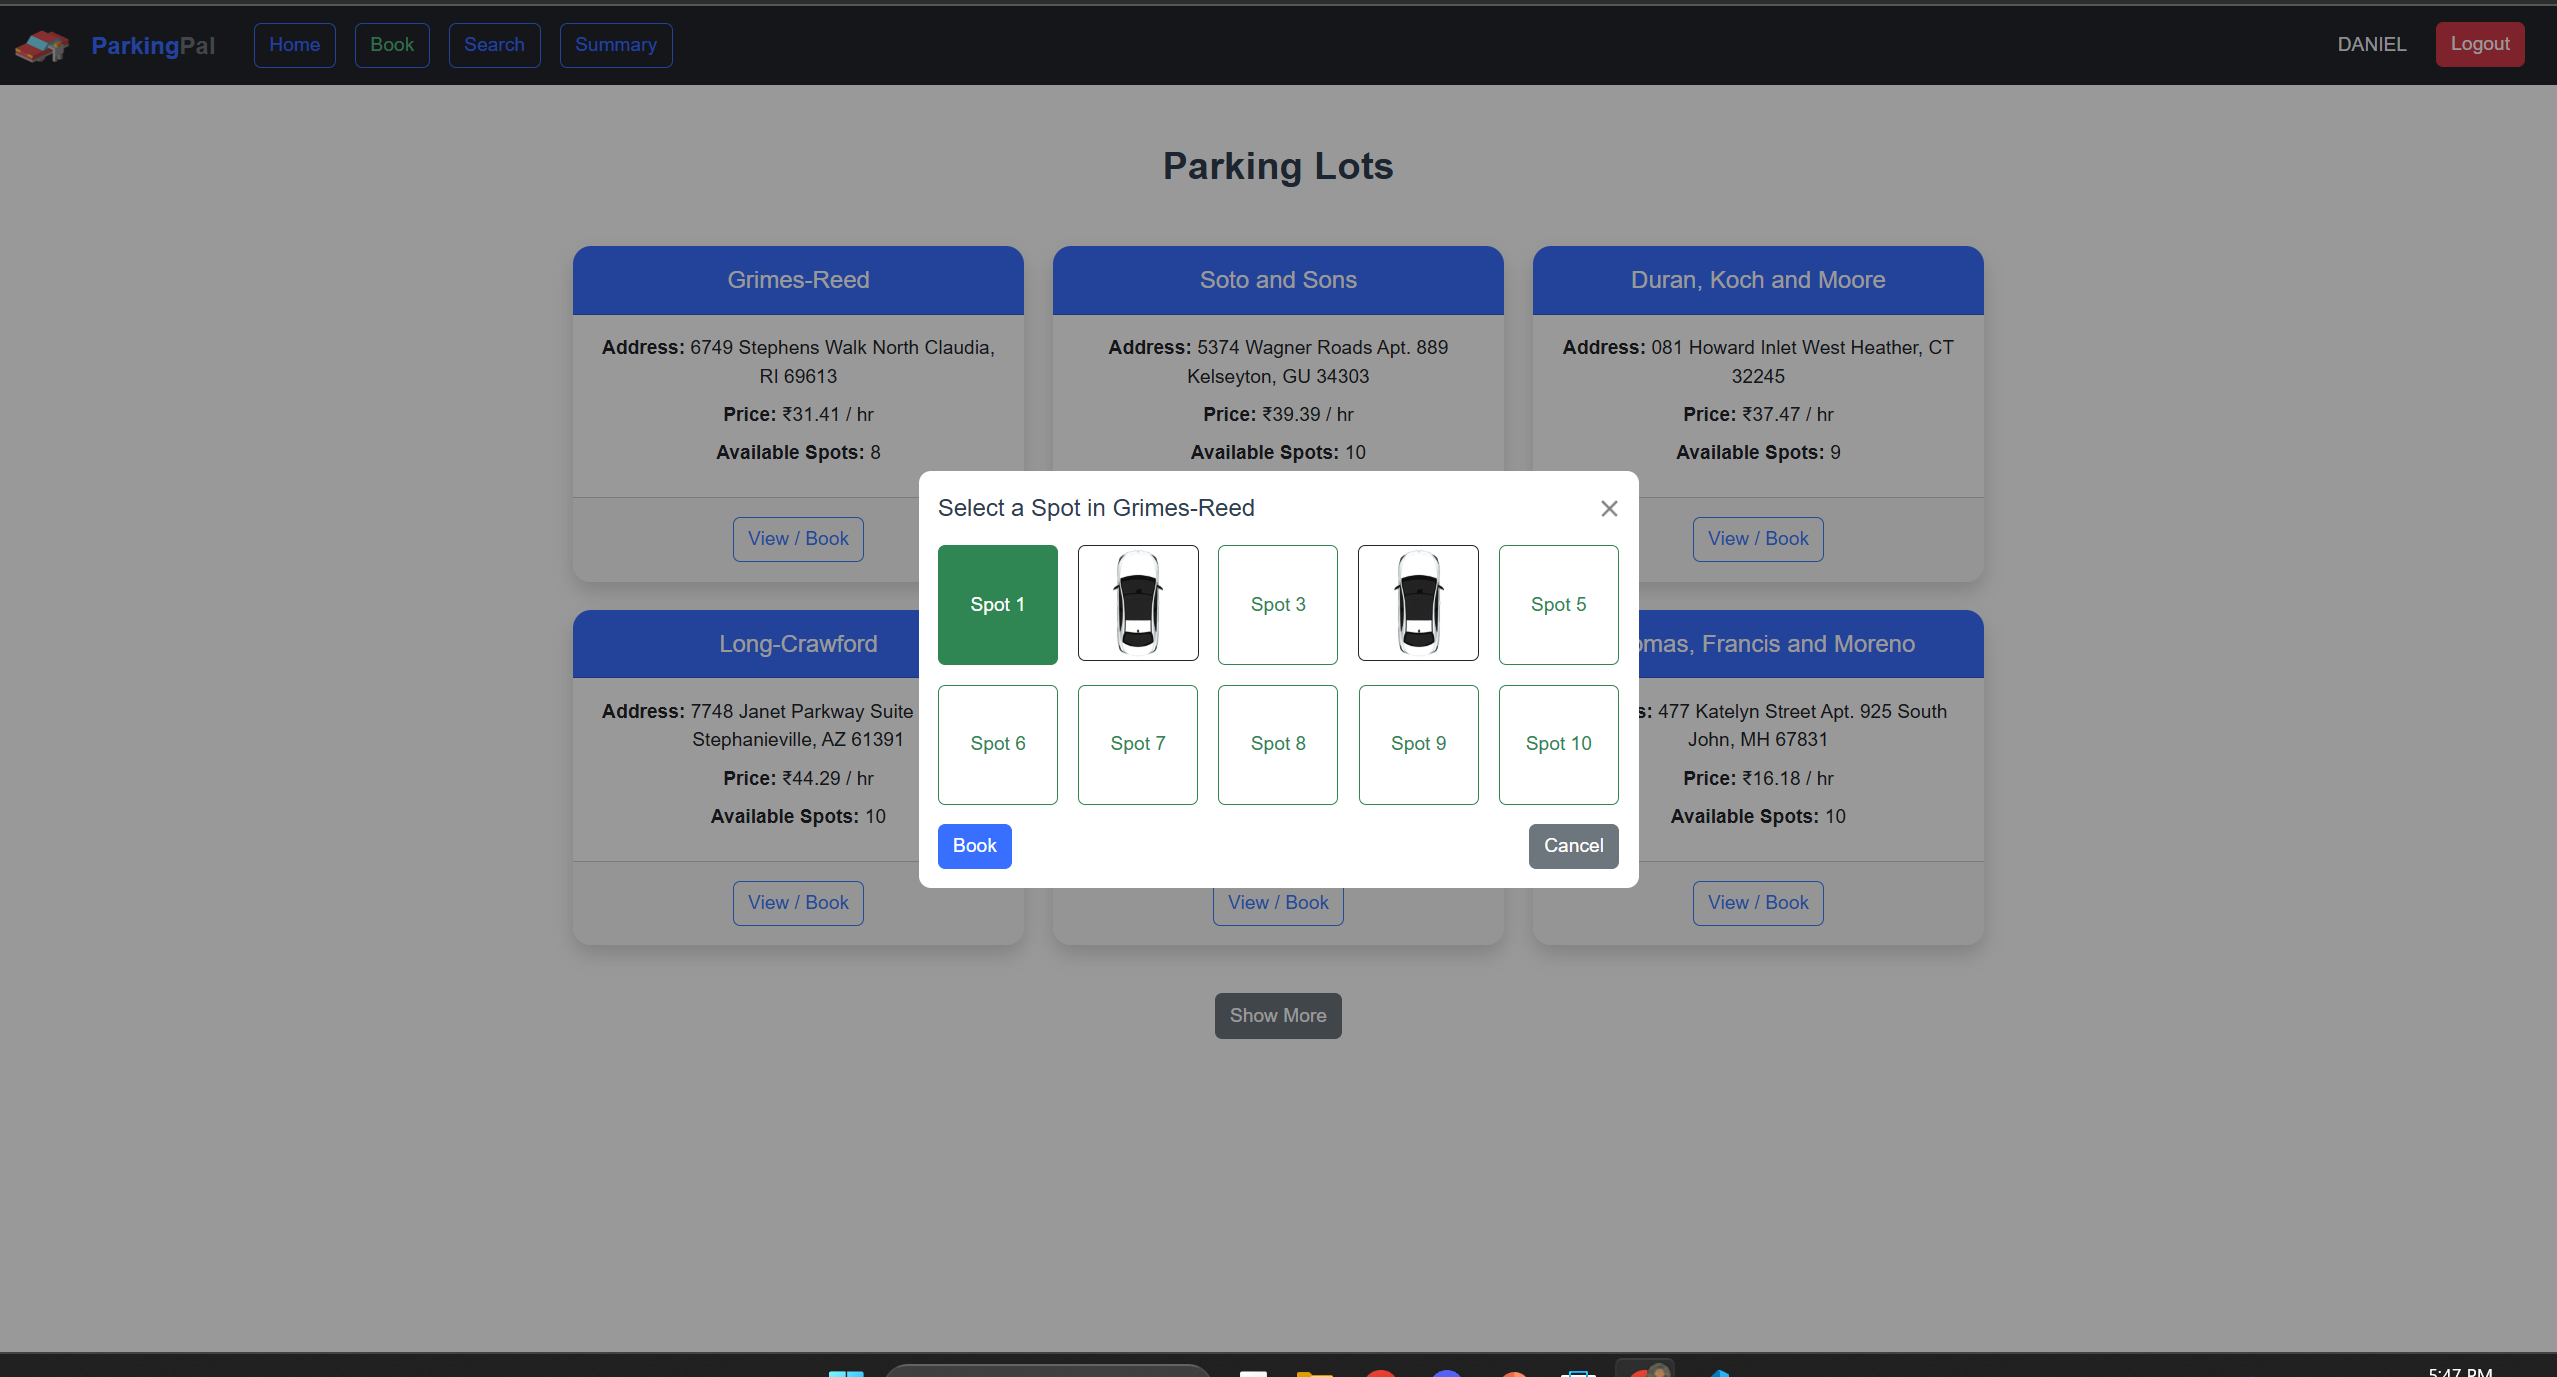 ParkingPal
Home
Book
Search
Summary
DANIEL
Logout
Parking Lots
Grimes-Reed
Address: 6749 Stephens Walk North Claudia,
RI 69613
Price: ₹31.41 / hr
Available Spots: 8
View / Book
Soto and Sons
Address: 5374 Wagner Roads Apt. 889
Kelseyton, GU 34303
Price: ₹39.39 / hr
Available Spots: 10
Duran, Koch and Moore
Address: 081 Howard Inlet West Heather, CT
32245
Price: ₹37.47 / hr
Available Spots: 9
View / Book
Select a Spot in Grimes-Reed
Spot 1
Spot 3
Spot 5
Spot 6
Spot 7
Spot 8
Spot 9
Spot 10
Book
Cancel
Long-Crawford
Address: 7748 Janet Parkway Suite
Stephanieville, AZ 61391
Price: ₹44.29 / hr
Available Spots: 10
View / Book
View / Book
Francis and Moreno
477 Katelyn Street Apt. 925 South
John, MH 67831
Price: ₹16.18 / hr
Available Spots: 10
View / Book
Show More
5:47 PM